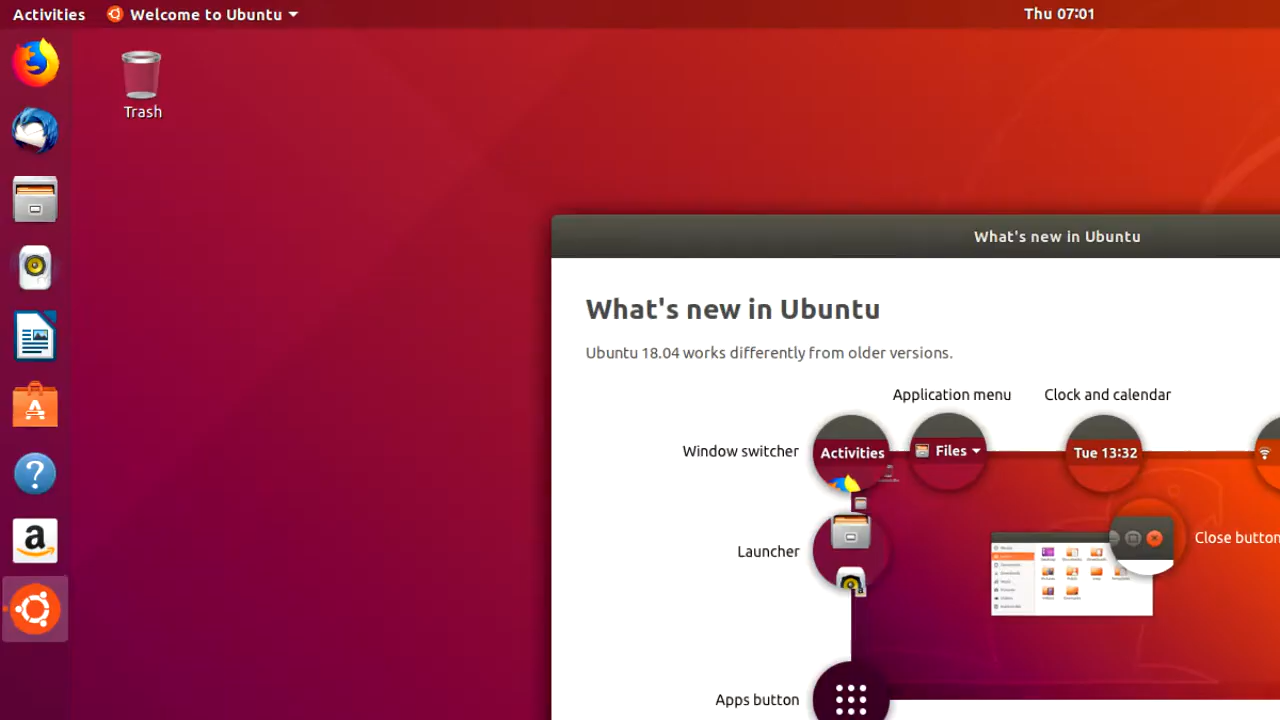 Activities
Welcome to Ubuntu
Thu 07:01
Trash
What's new in Ubuntu
What's new in Ubuntu
Ubuntu 18.04 works differently from older versions.
Application menu
Clock and calendar
Window switcher
Activities
Files
Tue 13:32
Launcher
Close button
Apps button